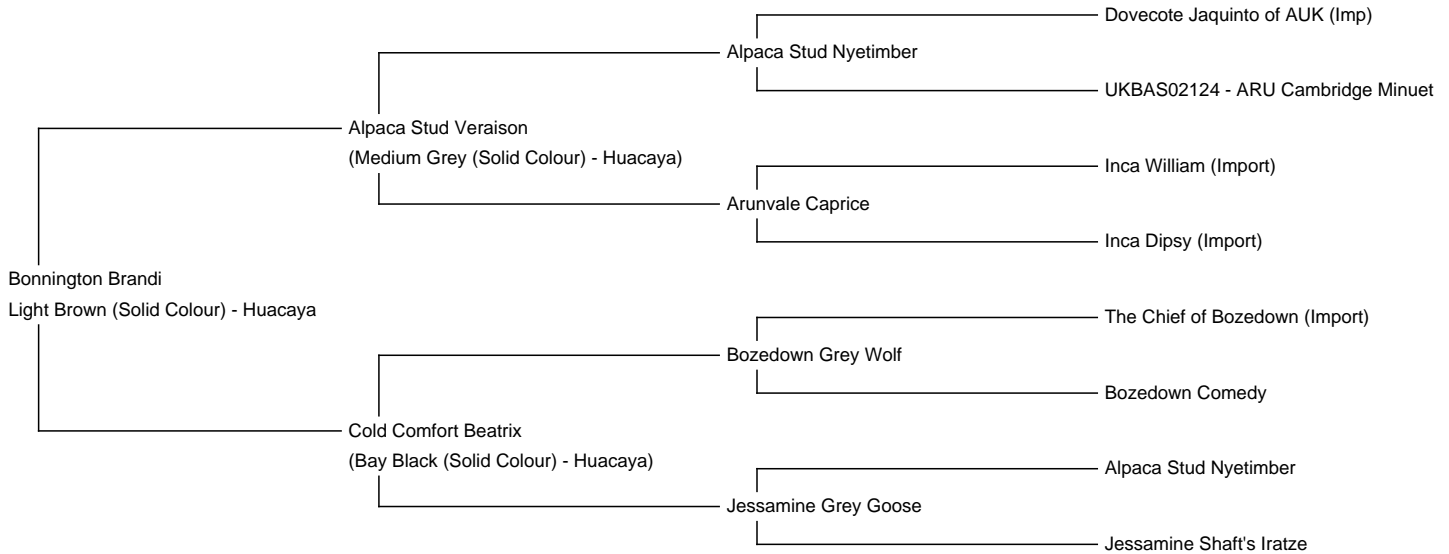 Dovecote Jaquinto of AUK (Imp)
Alpaca Stud Nyetimber
UKBAS02124 - ARU Cambridge Minuet
Alpaca Stud Veraison
(Medium Grey (Solid Colour) - Huacaya)
Inca William (Import)
Arunvale Caprice
Inca Dipsy (Import)
Bonnington Brandi
Light Brown (Solid Colour) - Huacaya
The Chief of Bozedown (Import)
Bozedown Grey Wolf
Bozedown Comedy
Cold Comfort Beatrix
(Bay Black (Solid Colour) - Huacaya)
Alpaca Stud Nyetimber
Jessamine Grey Goose
Jessamine Shaft's Iratze